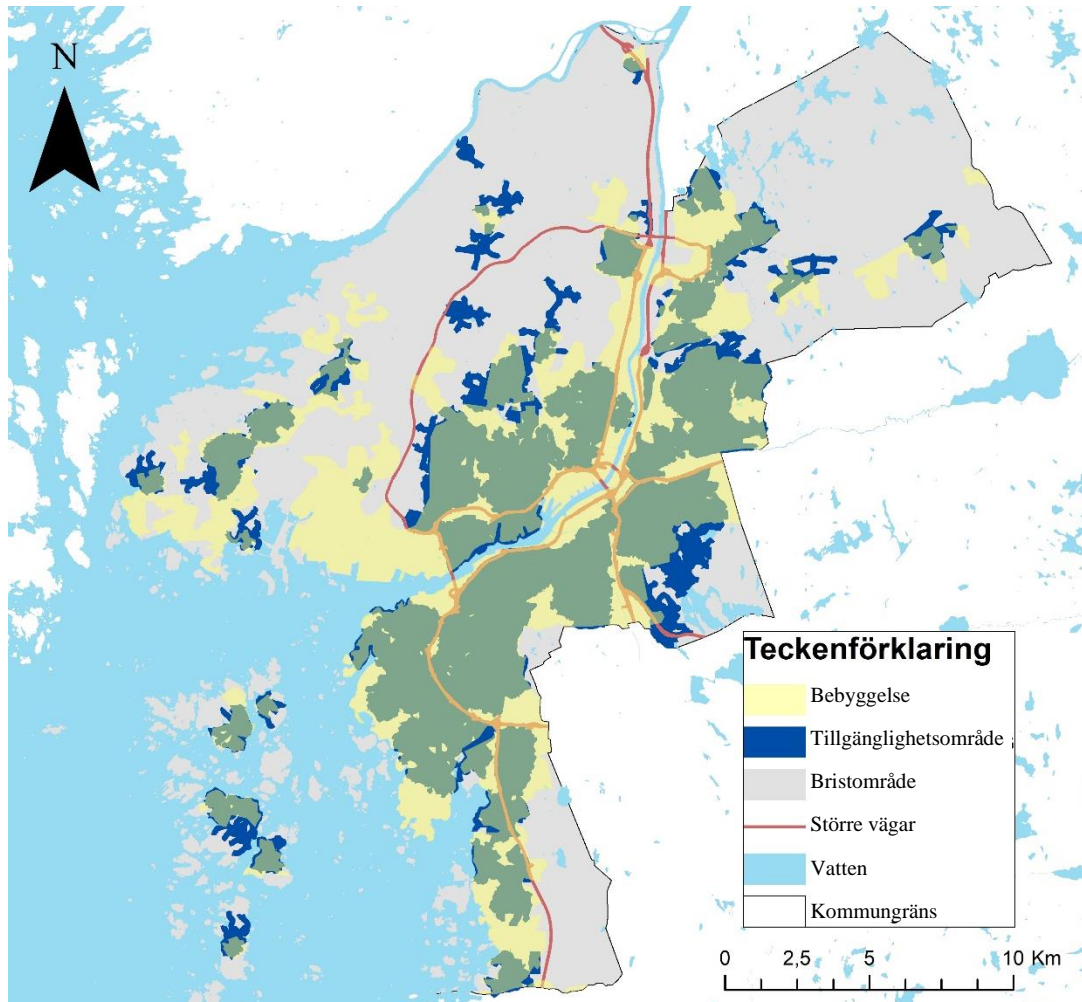 N
Teckenförklaring
Bebyggelse
Tillgänglighetsområde
Bristområde
Större vägar
Vatten
Kommungräns
0 2,5 5 10 Km